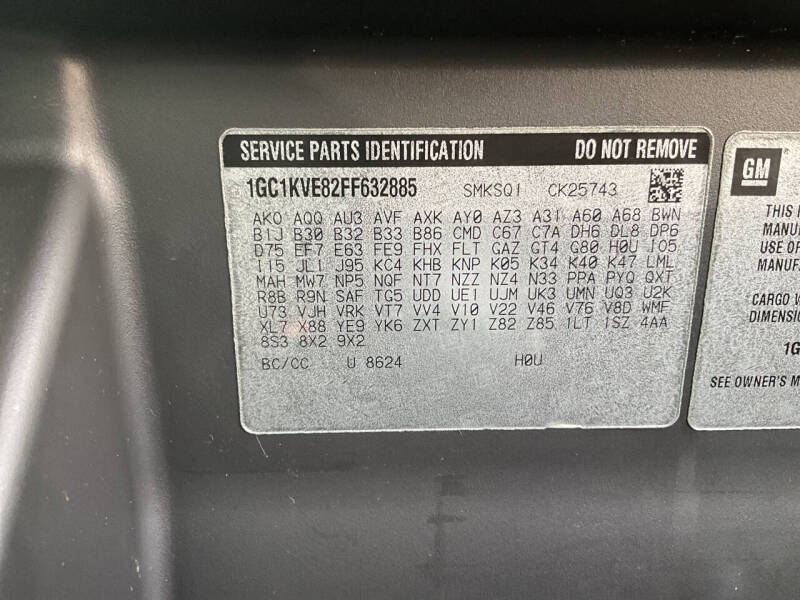 SERVICE PARTS IDENTIFICATION DO NOT REMOVE
1GC1KVE82FF632885 SMKSQ1 CK25743
AKO AQQ AU3 AVF AXK AY0 AZ3 A31 A60 A68 BWN
B1J B30 B32 B33 B86 CMD C67 C7A DH6 DL8 DP6
D75 EF7 E63 FE9 FHX FLT GAZ GT4 G80 H0U IO5
I15 JL1 J95 KC4 KHB KNP K05 K34 K40 K47 LML
MAH MW7 NP5 NQF NT7 NZZ NZ4 N33 PPA PYQ QXT
R8B R9N SAF TG5 UDD UE1 UJM UK3 UMN UQ3 U2K
U73 VJH VRK VT7 VV4 V10 V22 V46 V76 V8D WMF
XL7 X88 YE9 YK6 ZXT ZY1 Z82 Z85 1LT 1SZ 4AA
8S3 8X2 9X2
BC/CC U 8624 H0U
GM
THIS
MANU
USE OF
MANUF
CARGO
DIMENSIO
1G
SEE OWNER'S M